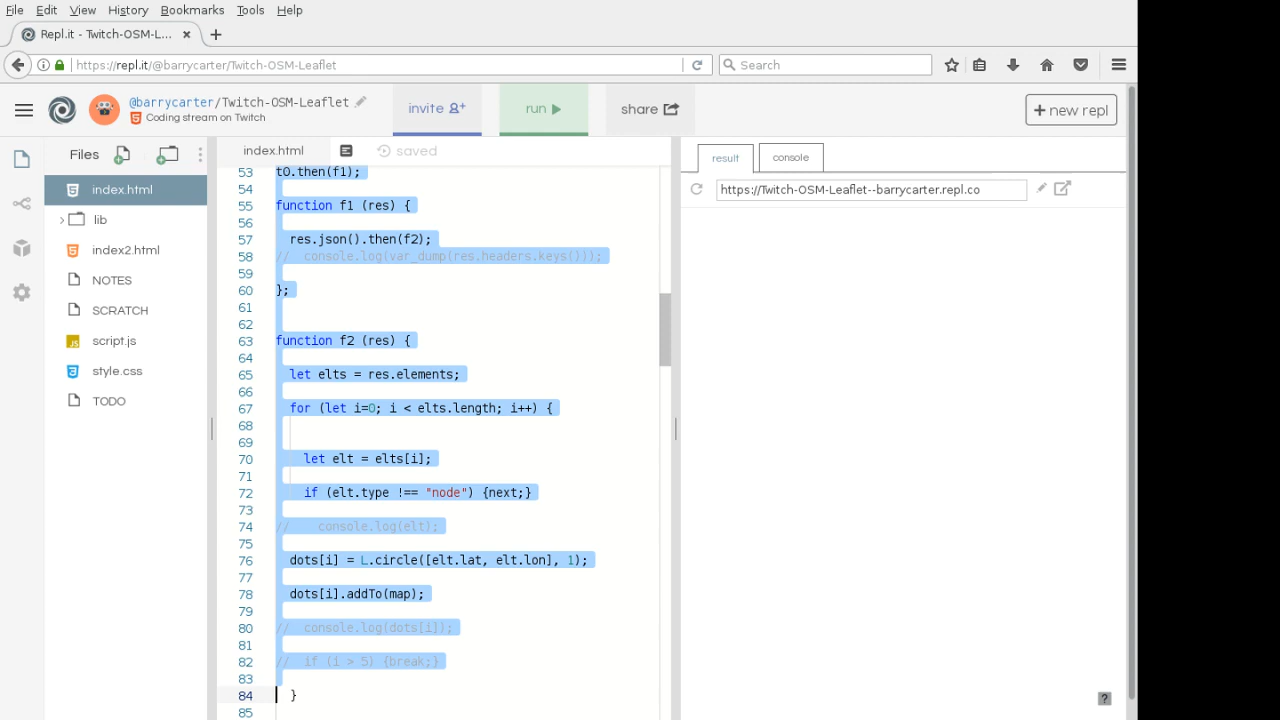 File Edit View History Bookmarks Tools Help
Repl.it - Twitch-OSM-L...
https://repl.it/@barrycarter/Twitch-OSM-Leaflet
Search
@barrycarter/Twitch-OSM-Leaflet
Coding stream on Twitch
invite
run
share
+ new repl
Files
index.html
saved
result
console
index.html
https://Twitch-OSM-Leaflet--barrycarter.repl.co
lib
index2.html
NOTES
SCRATCH
script.js
style.css
TODO
53 t0.then(f1);
54
55 function f1 (res) {
56
57 res.json().then(f2);
58 // console.log(var_dump(res.headers.keys()));
59
60 };
61
62
63 function f2 (res) {
64
65 let elts = res.elements;
66
67 for (let i=0; i < elts.length; i++) {
68
69
70 let elt = elts[i];
71
72 if (elt.type !== "node") {next;}
73
74 // console.log(elt);
75
76 dots[i] = L.circle([elt.lat, elt.lon], 1);
77
78 dots[i].addTo(map);
79
80 // console.log(dots[i]);
81
82 // if (i > 5) {break;}
83
84 }
85
?